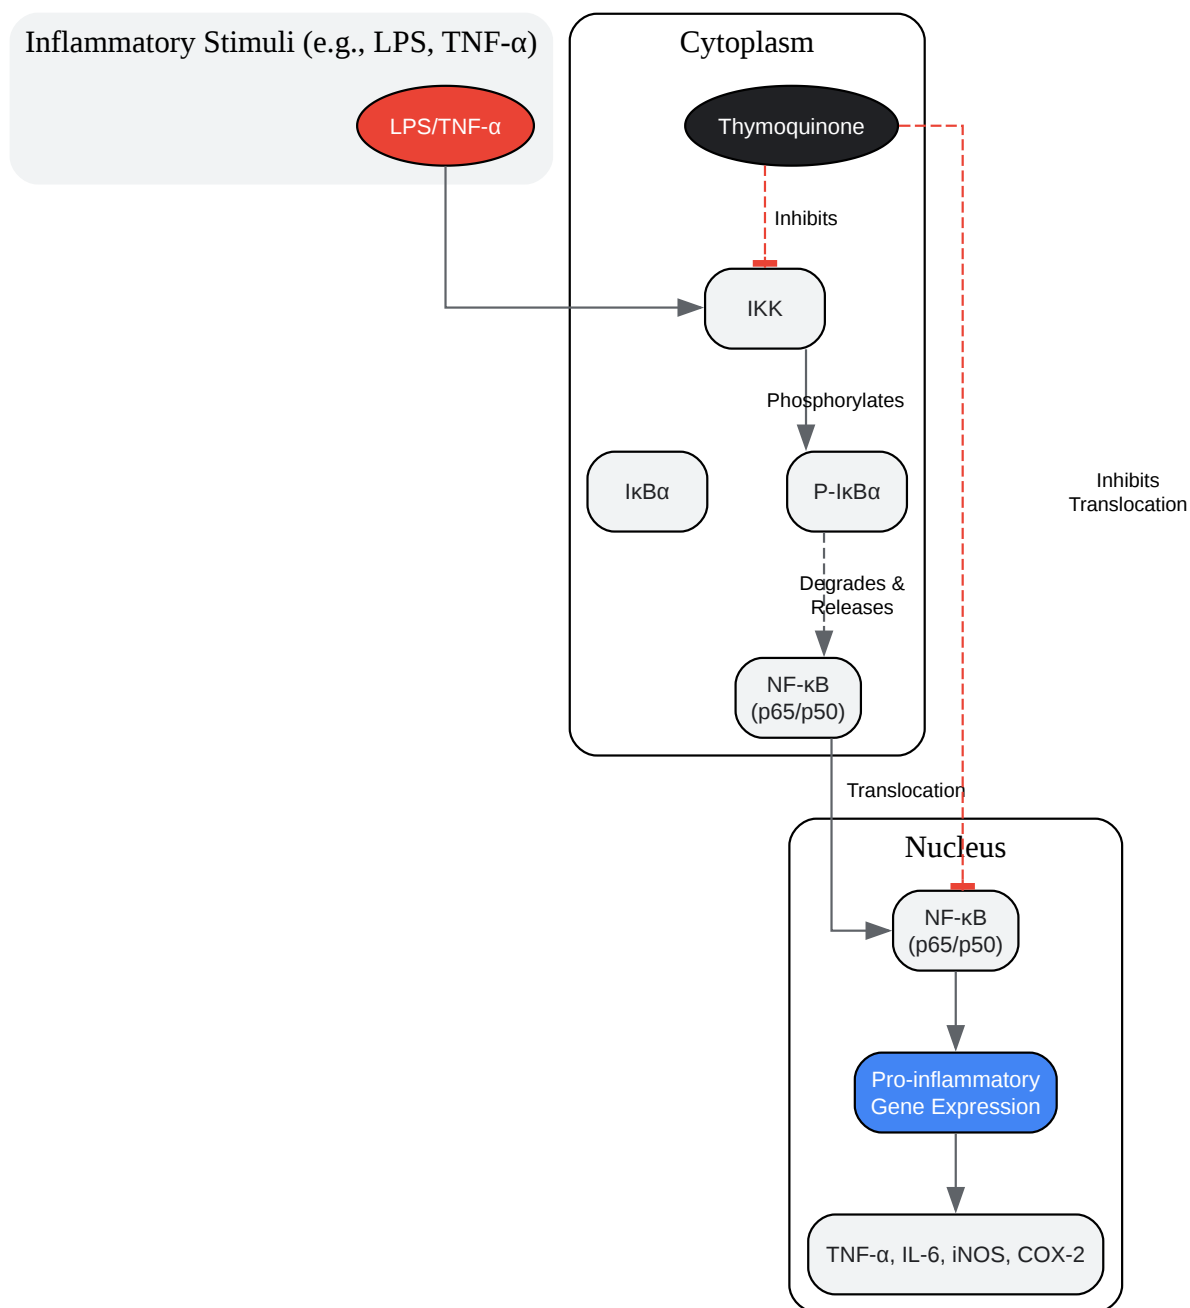 Inflammatory Stimuli (e.g., LPS, TNF-α)
Cytoplasm
LPS/TNF-α
Thymoquinone
Inhibits
IKK
Phosphorylates
IκBα
P-IκBα
Inhibits
Translocation
Degrades &
Releases
NF-κB
(p65/p50)
Translocation
Nucleus
NF-κB
(p65/p50)
Pro-inflammatory
Gene Expression
TNF-α, IL-6, iNOS, COX-2